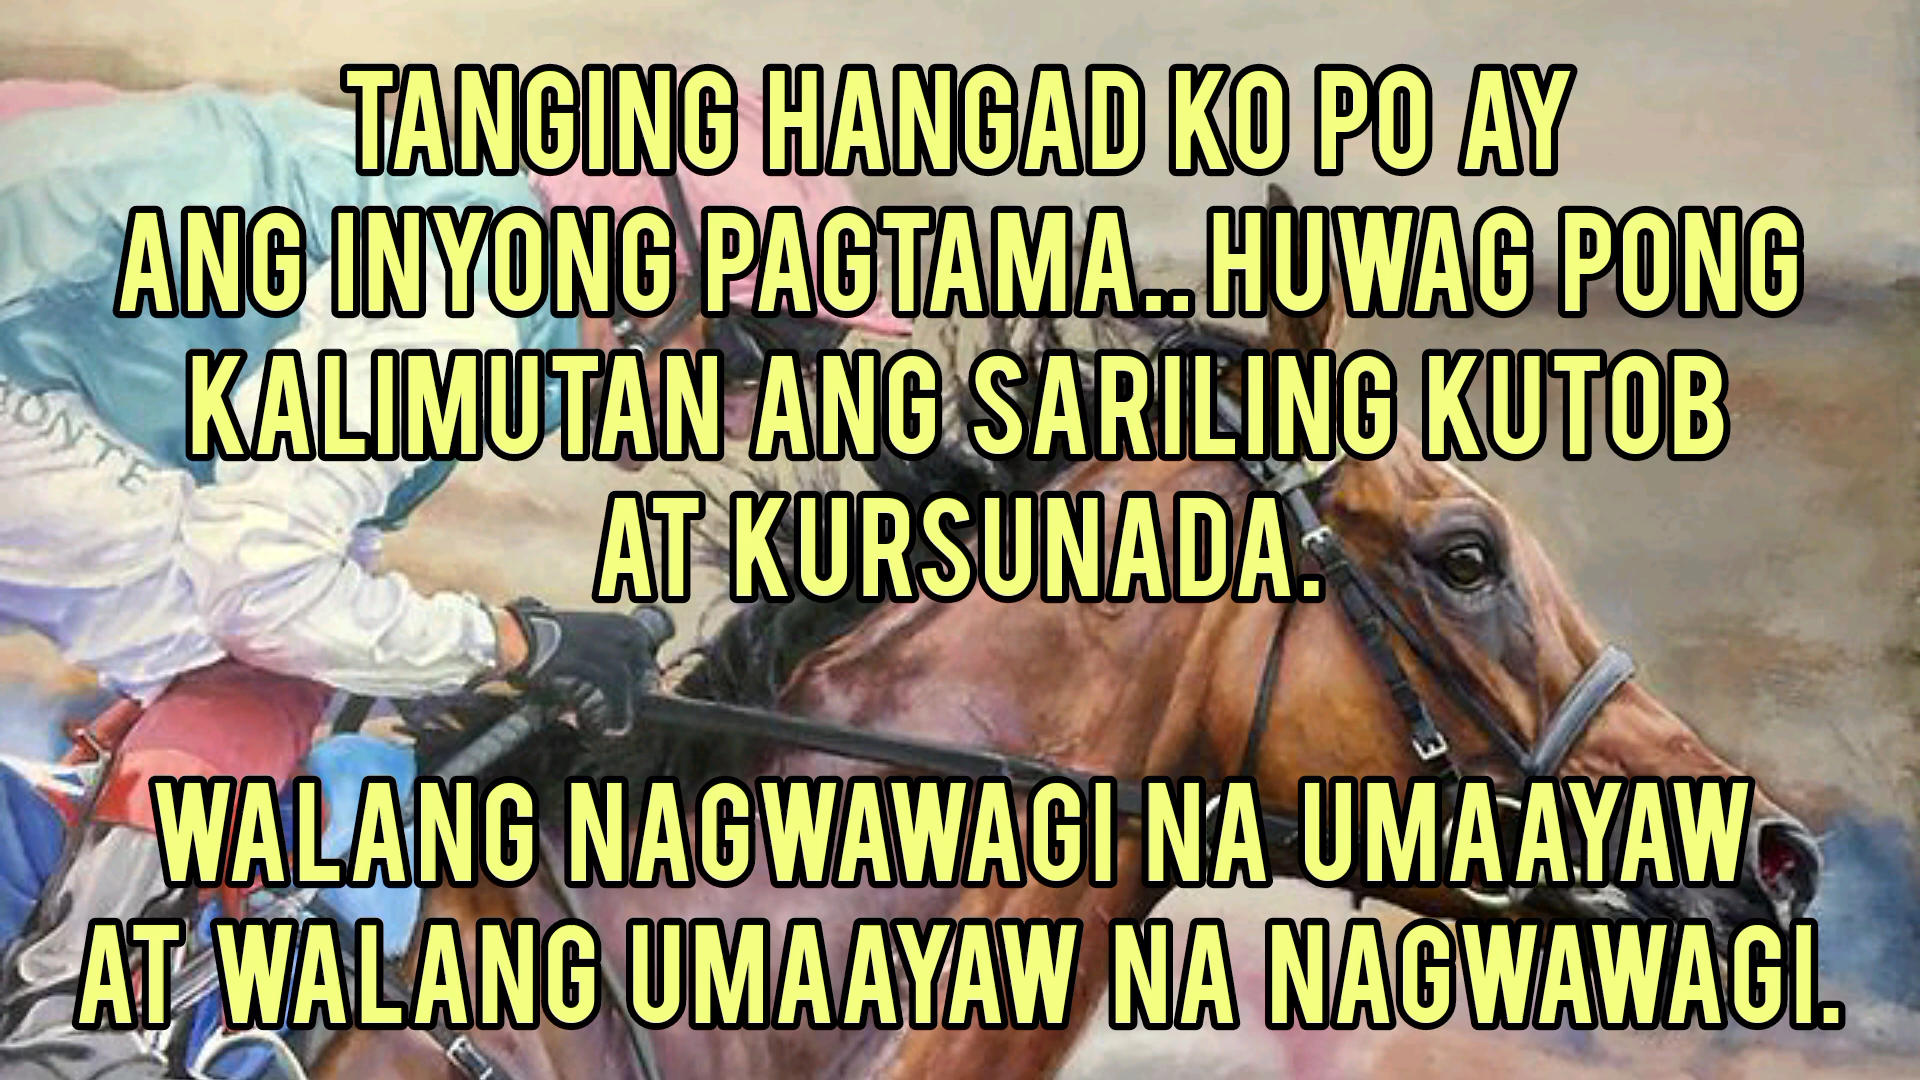 TANGING HANGAD KO PO AY
ANG INYONG PAGTAMA.. HUWAG PONG
KALIMUTAN ANG SARILING KUTOB
AT KURSUNADA.
WALANG NAGWAWAGI NA UMAAYAW
AT WALANG UMAAYAW NA NAGWAWAGI.